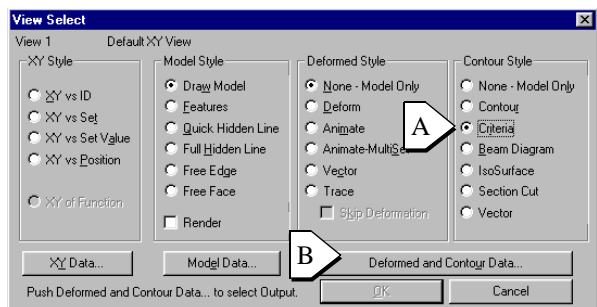 View Select
View 1 Default XY View
XY Style Model Style Deformed Style Contour Style
XY vs ID Draw Model None - Model Only None - Model Only
XY vs Set Features Deform Contour
XY vs Set Value Quick Hidden Line Animate A Criteria
XY vs Position Full Hidden Line Animate-MultiSet Beam Diagram
Free Edge Vector IsoSurface
XY of Function Free Face Trace Section Cut
Render Skip Deformation Vector
XY Data... Model Data... B Deformed and Contour Data...
Push Deformed and Contour Data... to select Output. OK Cancel